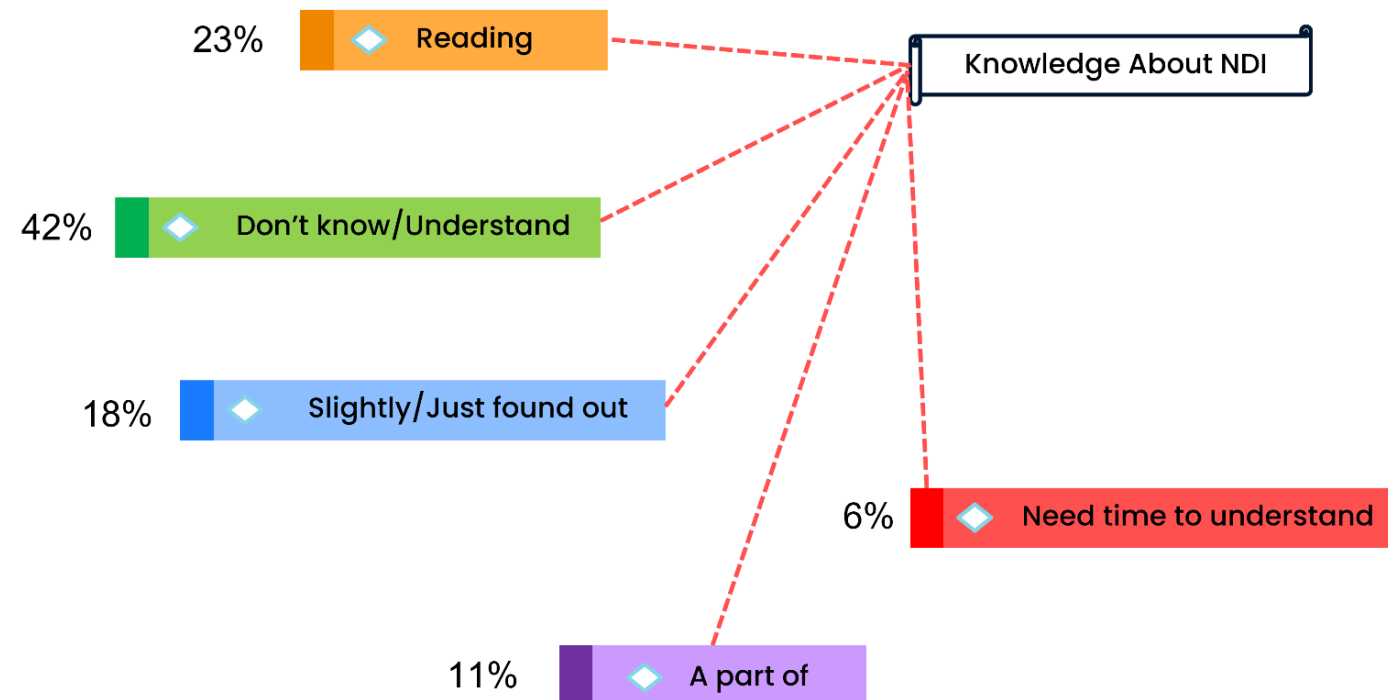 23%
Reading
Knowledge About NDI
42%
Don’t know/Understand
18%
Slightly/Just found out
6%
Need time to understand
11%
A part of